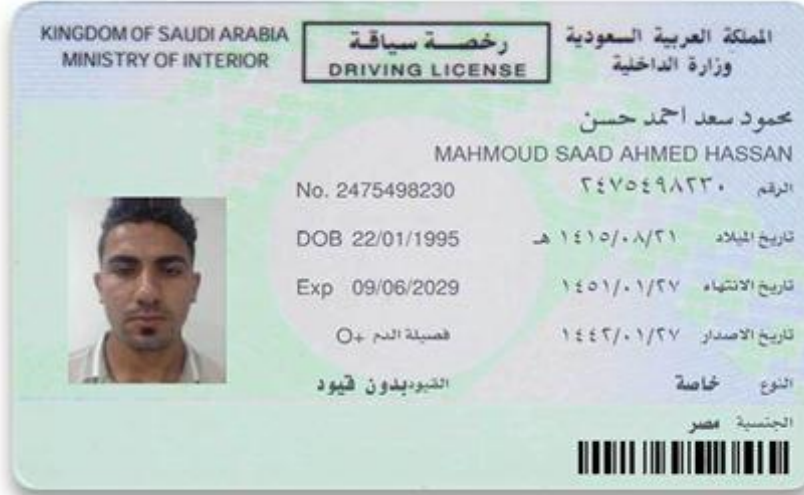 KINGDOM OF SAUDI ARABIA
MINISTRY OF INTERIOR
رخصة سياقة
DRIVING LICENSE
المملكة العربية السعودية
وزارة الداخلية
محمود سعد احمد حسن
MAHMOUD SAAD AHMED HASSAN
No. 2475498230 الرقم ٢٤٧٥٤٩٨٢٣٠
DOB 22/01/1995 تاريخ الميلاد ١٤١٥/٠٨/٢١ هـ
Exp 09/06/2029 تاريخ الانتهاء ١٤٥١/٠١/٢٧
فصيلة الدم O+ تاريخ الاصدار ١٤٤٢/٠١/٢٧
النوع خاصة القيود بدون قيود
الجنسية مصر